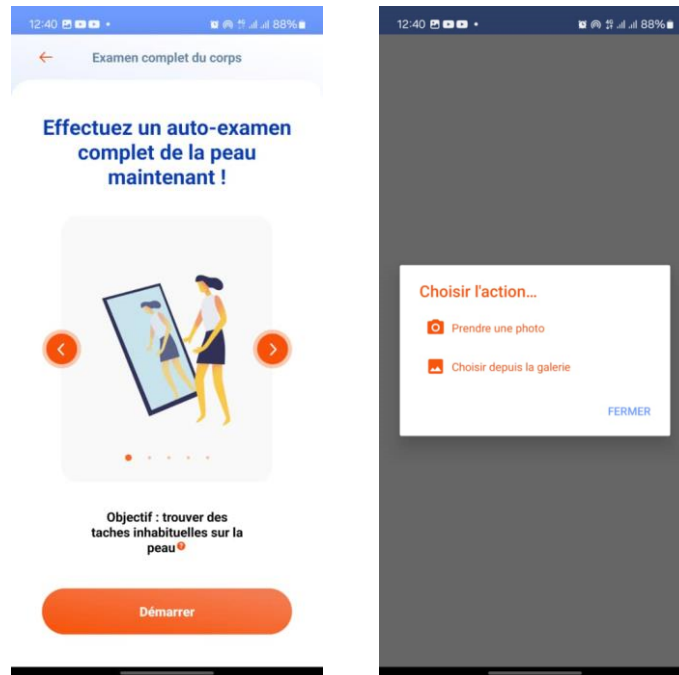 12:40
88%
Examen complet du corps
Effectuez un auto-examen
complet de la peau
maintenant !
Objectif : trouver des
taches inhabituelles sur la
peau
Démarrer
12:40
88%
Choisir l'action...
Prendre une photo
Choisir depuis la galerie
FERMER